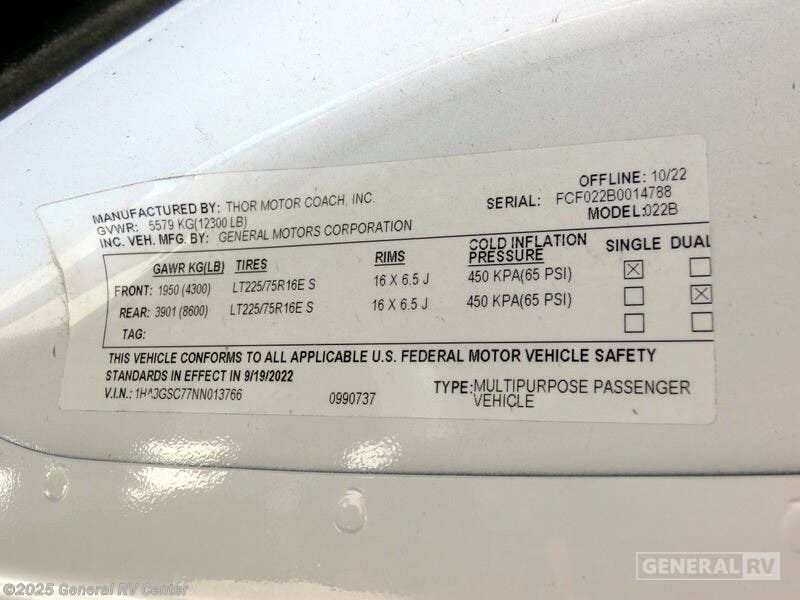 MANUFACTURED BY: THOR MOTOR COACH, INC.
OFFLINE: 10/22
GVWR: 5579 KG(12300 LB)
SERIAL: FCF022B0014788
INC. VEH. MFG. BY: GENERAL MOTORS CORPORATION
MODEL:022B
GAWR KG(LB) TIRES RIMS COLD INFLATION PRESSURE SINGLE DUAL
FRONT: 1950 (4300) LT225/75R16E S 16 X 6.5 J 450 KPA(65 PSI)
REAR: 3901 (8600) LT225/75R16E S 16 X 6.5 J 450 KPA(65 PSI)
TAG:
THIS VEHICLE CONFORMS TO ALL APPLICABLE U.S. FEDERAL MOTOR VEHICLE SAFETY
STANDARDS IN EFFECT IN 9/19/2022
V.I.N.: 1HA3GSC77NN013766 0990737 TYPE: MULTIPURPOSE PASSENGER
VEHICLE
GENERAL RV
©2025 General RV Center